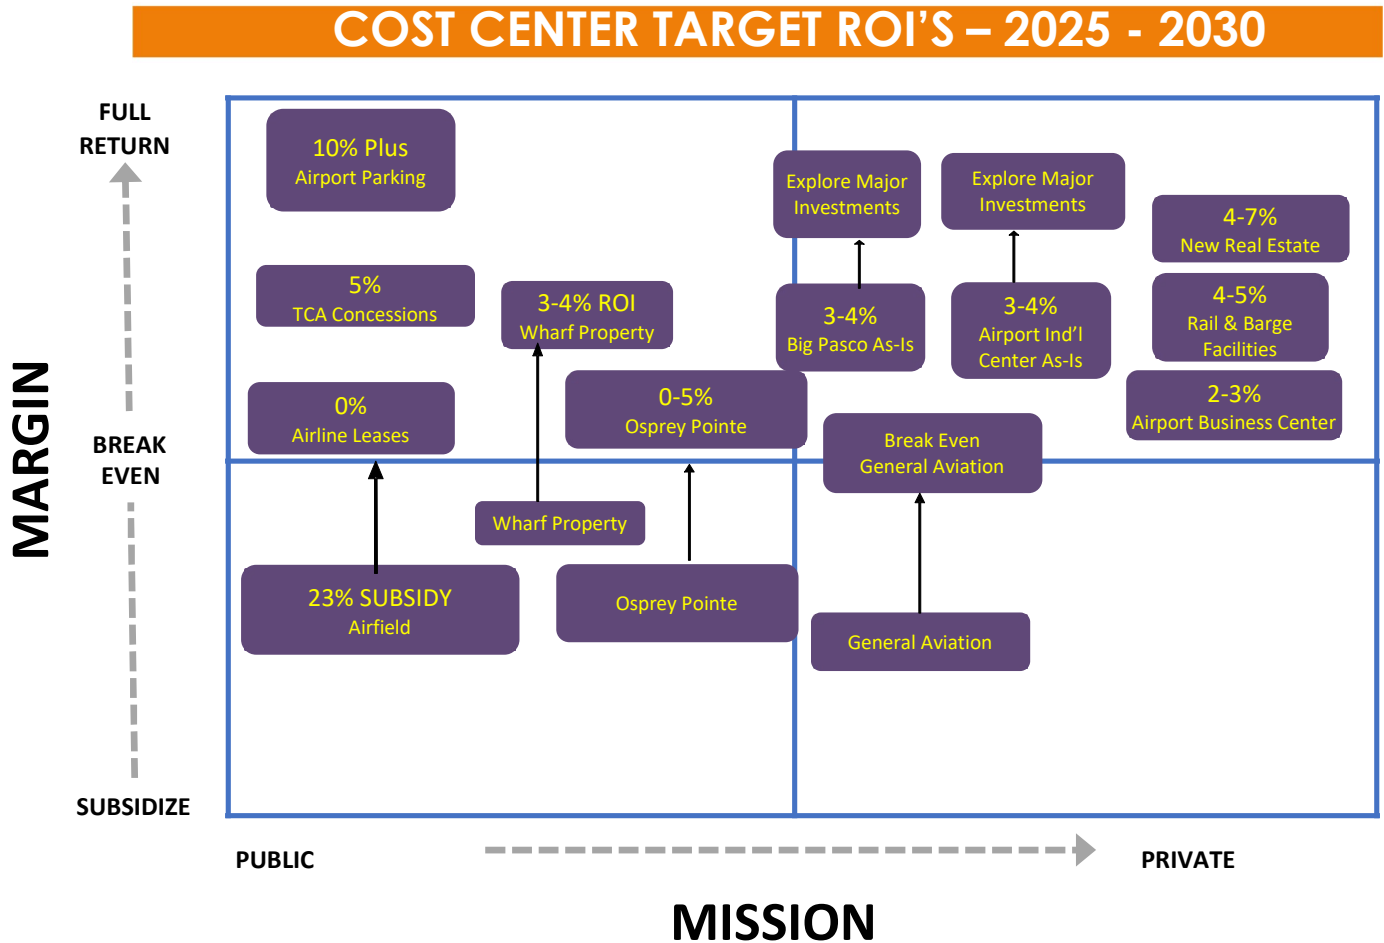 COST CENTER TARGET ROI'S – 2025 - 2030
FULL
RETURN
10% Plus
Airport Parking
Explore Major
Investments
Explore Major
Investments
4-7%
New Real Estate
5%
TCA Concessions
3-4% ROI
Wharf Property
3-4%
Big Pasco As-Is
3-4%
Airport Ind'l
Center As-Is
4-5%
Rail & Barge
Facilities
0%
Airline Leases
0-5%
Osprey Pointe
2-3%
Airport Business Center
MARGIN
BREAK
EVEN
Break Even
General Aviation
Wharf Property
23% SUBSIDY
Airfield
Osprey Pointe
General Aviation
SUBSIDIZE
PUBLIC
PRIVATE
MISSION